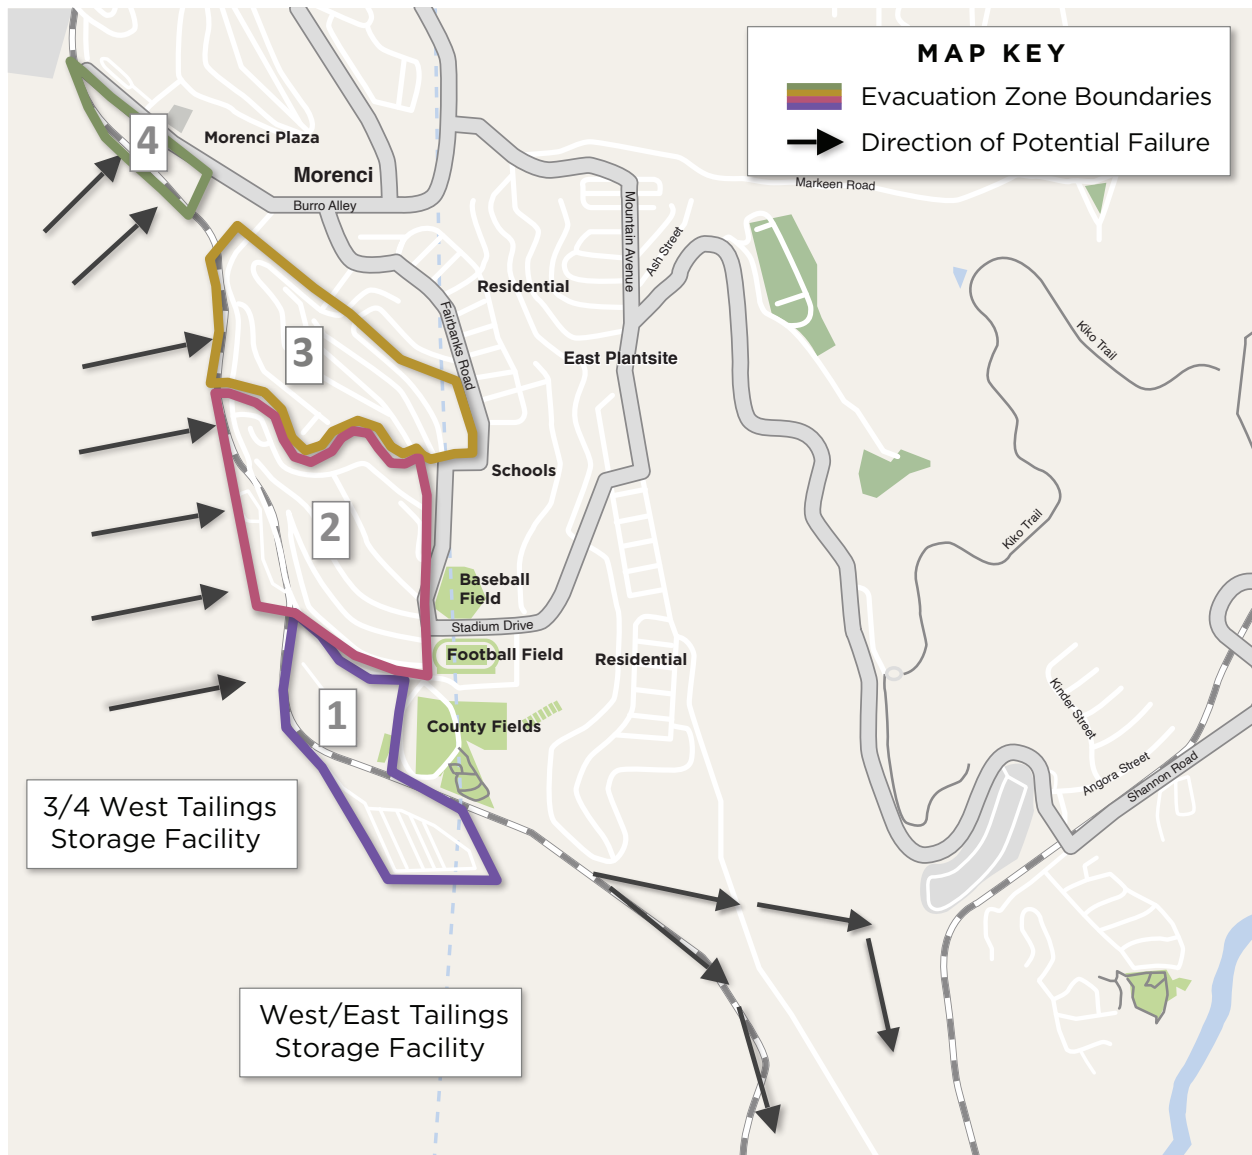 MAP KEY
Evacuation Zone Boundaries
Direction of Potential Failure
4
Morenci Plaza
Morenci
Burro Alley
Markeen Road
Mountain Avenue
Ash Street
Residential
Fairbanks Road
3
East Plantsite
Kiko Trail
Schools
2
Kiko Trail
Baseball
Field
Stadium Drive
Football Field
Residential
1
County Fields
Kinder Street
Angora Street
Shannon Road
3/4 West Tailings
Storage Facility
West/East Tailings
Storage Facility